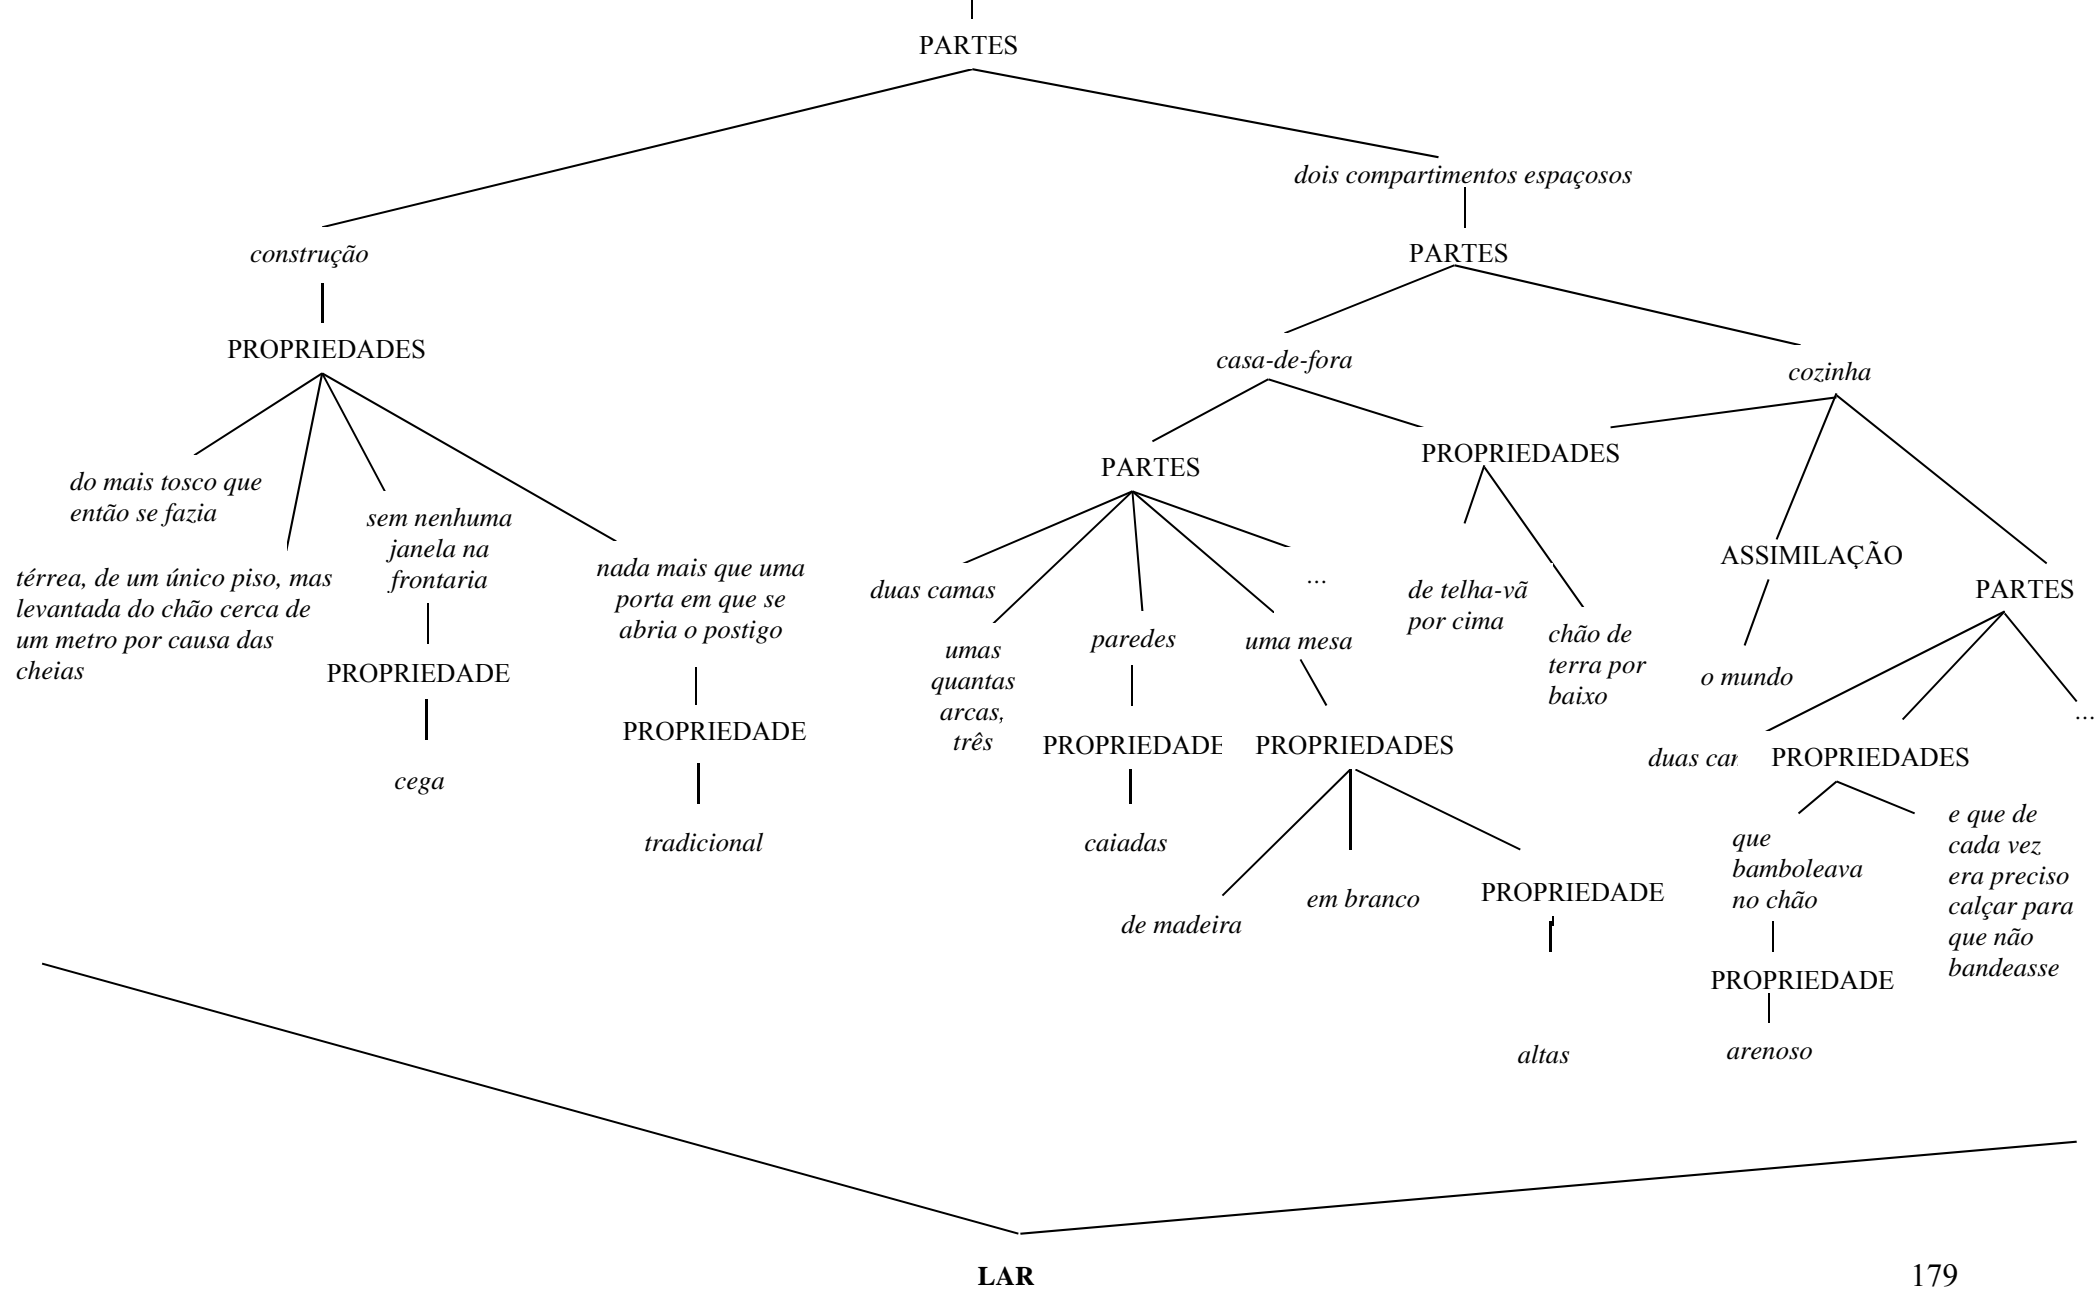 PARTES
dois compartimentos espaçosos
construção
PARTES
PROPRIEDADES
casa-de-fora
cozinha
PARTES
PROPRIEDADES
do mais tosco que
então se fazia
sem nenhuma
janela na
frontaria
térrea, de um único piso, mas
levantada do chão cerca de
um metro por causa das
cheias
nada mais que uma
porta em que se
abria o postigo
duas camas
umas
quantas
arcas,
três
paredes
uma mesa
...
de telha-vã
por cima
chão de
terra por
baixo
ASSIMILAÇÃO
o mundo
PARTES
...
PROPRIEDADE
cega
PROPRIEDADE
tradicional
PROPRIEDADE
caiadas
PROPRIEDADES
de madeira
em branco
PROPRIEDADE
altas
duas
PROPRIEDADES
que
bamboleava
no chão
e que de
cada vez
era preciso
calçar para
que não
bandeasse
PROPRIEDADE
arenoso
LAR
179